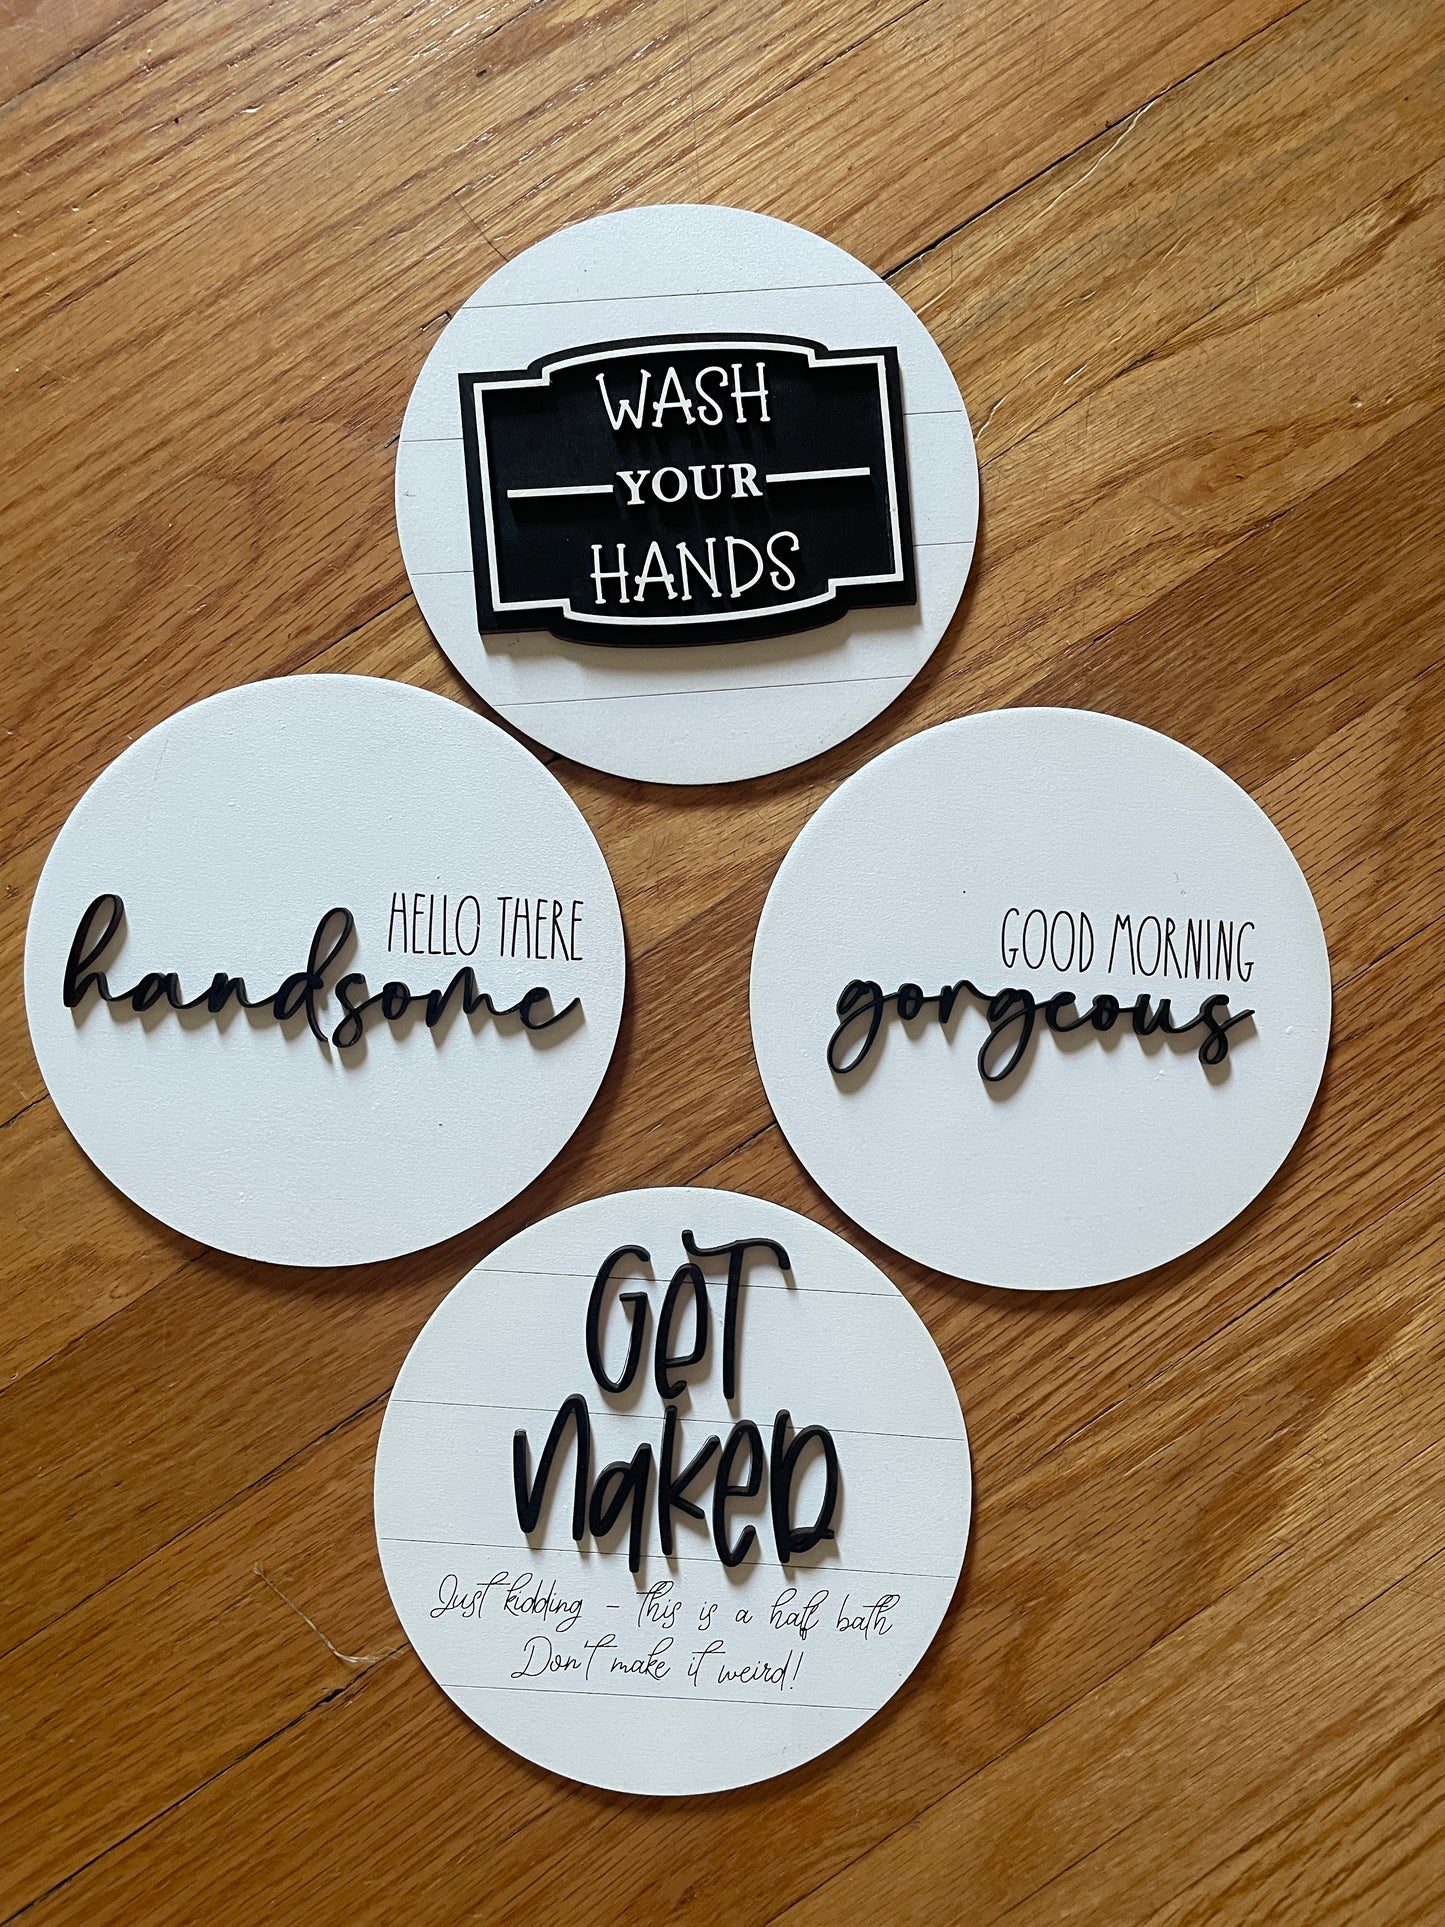 WASH
YOUR
HANDS
HELLO THERE
handsome
GOOD MORNING
gorgeous
GeT
NakeD
Just kidding - this is a half bath
Don't make it weird!